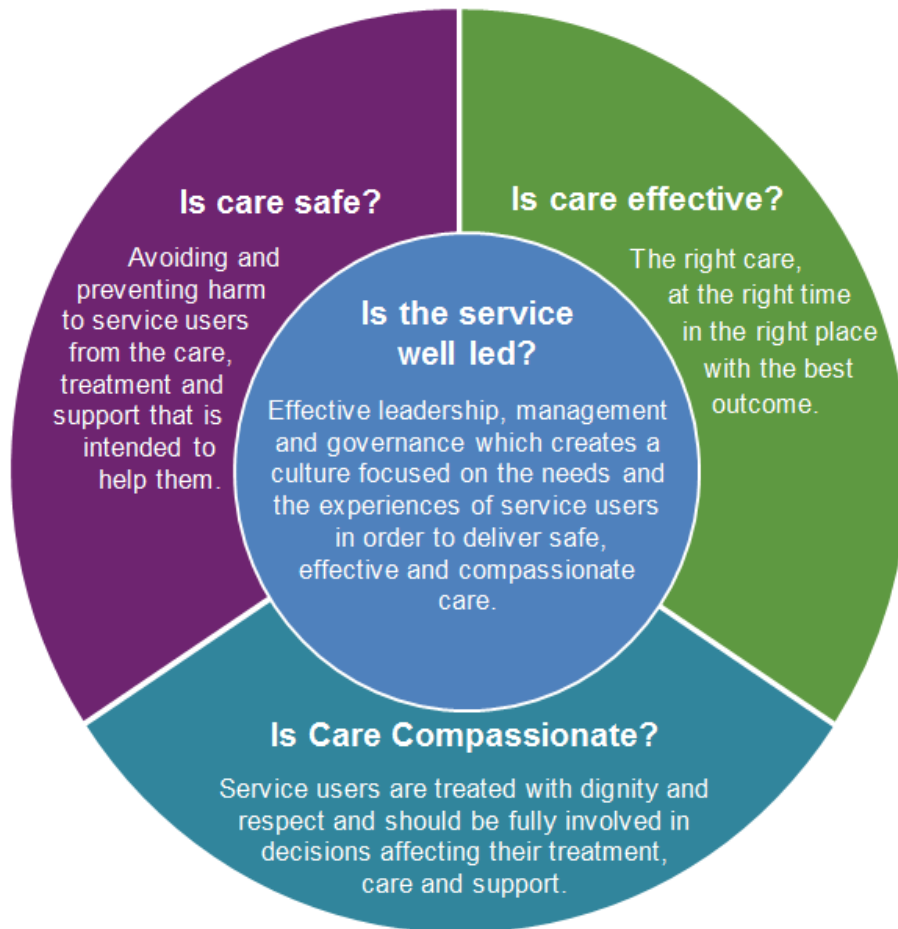 Is care safe?
Avoiding and
preventing harm
to service users
from the care,
treatment and
support that is
intended to
help them.
Is care effective?
The right care,
at the right time
in the right place
with the best
outcome.
Is the service
well led?
Effective leadership, management
and governance which creates a
culture focused on the needs and
the experiences of service users
in order to deliver safe,
effective and compassionate
care.
Is Care Compassionate?
Service users are treated with dignity and
respect and should be fully involved in
decisions affecting their treatment,
care and support.